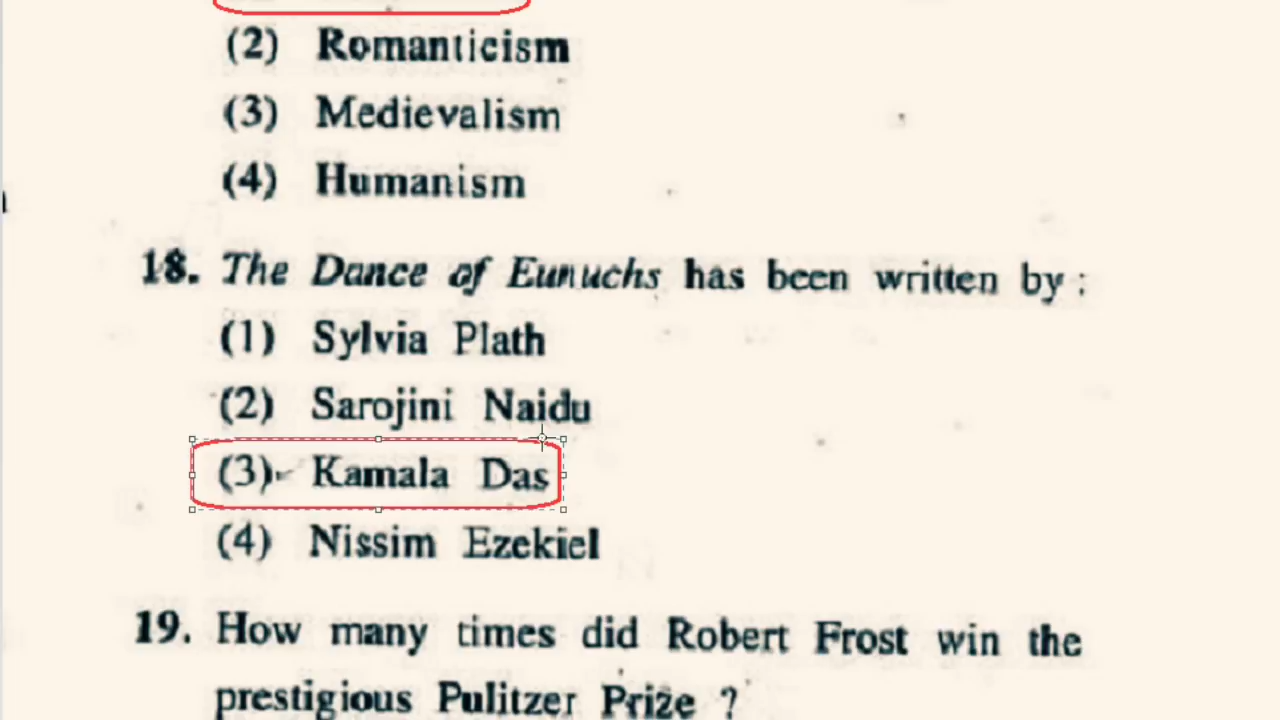 (2) Romanticism
(3) Medievalism
(4) Humanism
18. The Dance of Eunuchs has been written by :
(1) Sylvia Plath
(2) Sarojini Naidu
(3) Kamala Das
(4) Nissim Ezekiel
19. How many times did Robert Frost win the
prestigious Pulitzer Prize ?